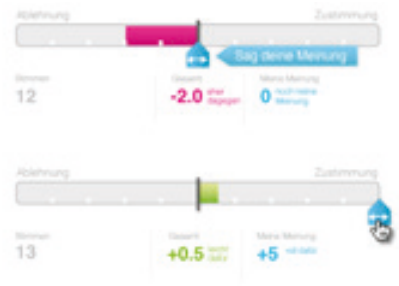 Ablehnung Zustimmung
Sag deine Meinung
Stimmen Gesamt Meine Meinung
12 -2.0 eher dagegen 0 noch keine Meinung
Ablehnung Zustimmung
Stimmen Gesamt Meine Meinung
13 +0.5 +5